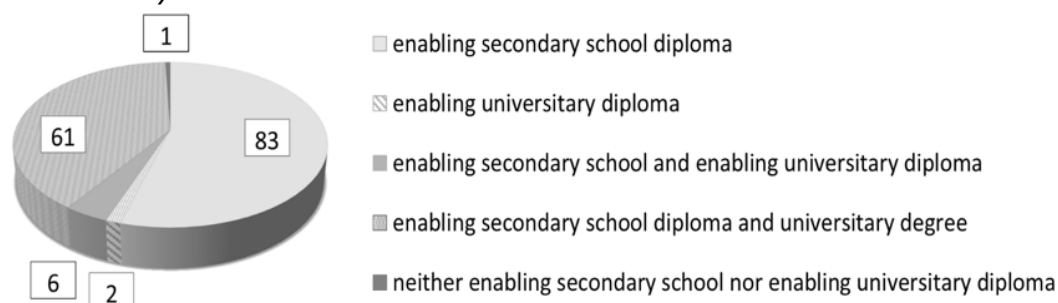 1
61
83
6
2
enabling secondary school diploma
enabling universitary diploma
enabling secondary school and enabling universitary diploma
enabling secondary school diploma and universitary degree
neither enabling secondary school nor enabling universitary diploma